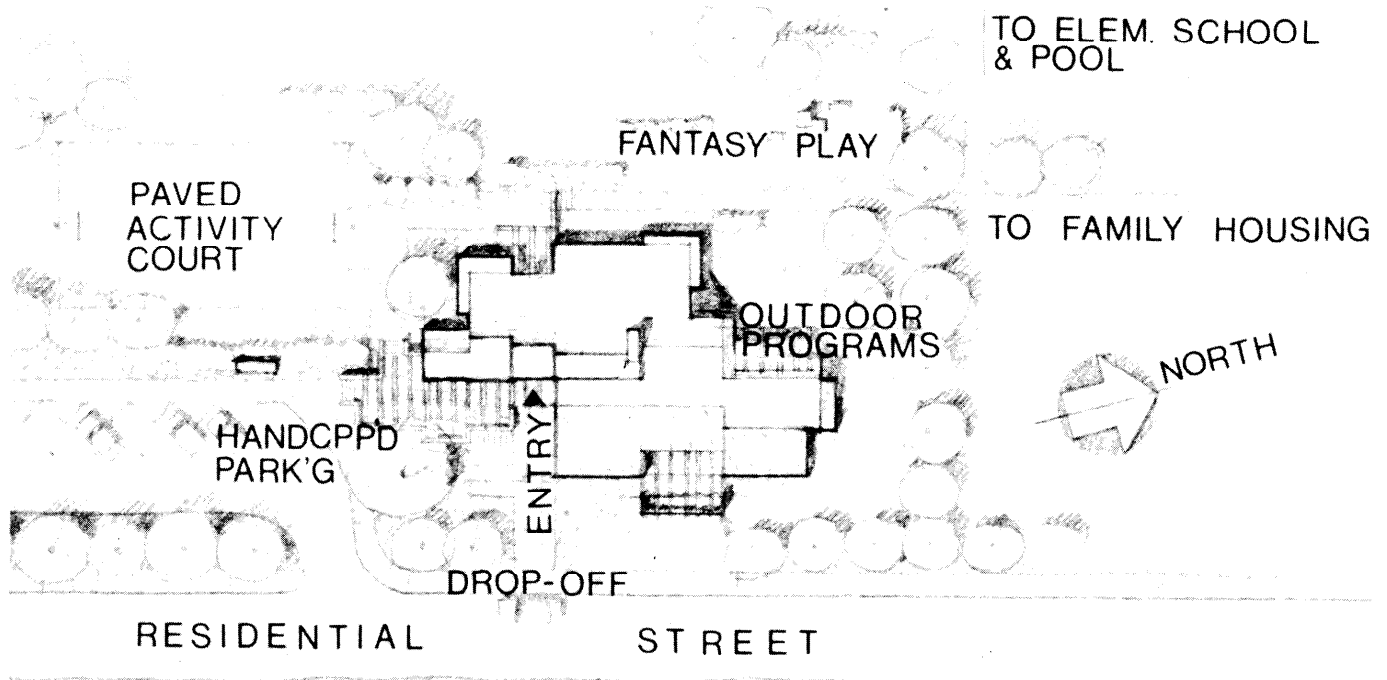 TO ELEM. SCHOOL
& POOL
FANTASY PLAY
PAVED
ACTIVITY
COURT
TO FAMILY HOUSING
OUTDOOR
PROGRAMS
NORTH
HANDCPPD
PARK'G
ENTRY
DROP-OFF
RESIDENTIAL STREET